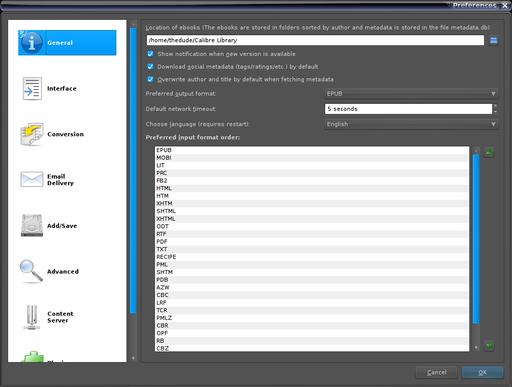 Preferences
General
Interface
Conversion
Email
Delivery
Add/Save
Advanced
Content
Server
Location of ebooks (The ebooks are stored in folders sorted by author and metadata is stored in the file metadata.db)
/home/thedude/Calibre Library
Show notification when new version is available
Download social metadata (tags/ratings/etc.) by default
Overwrite author and title by default when fetching metadata
Preferred output format: EPUB
Default network timeout: 5 seconds
Choose language (requires restart): English
Preferred input format order:
EPUB
MOBI
LIT
PRC
FB2
HTML
HTM
XHTM
SHTML
XHTML
ODT
RTF
PDF
TXT
RECIPE
PML
SHTM
PDB
AZW
CBC
LRF
TCR
PMLZ
CBR
OPF
RB
CBZ
Cancel
OK